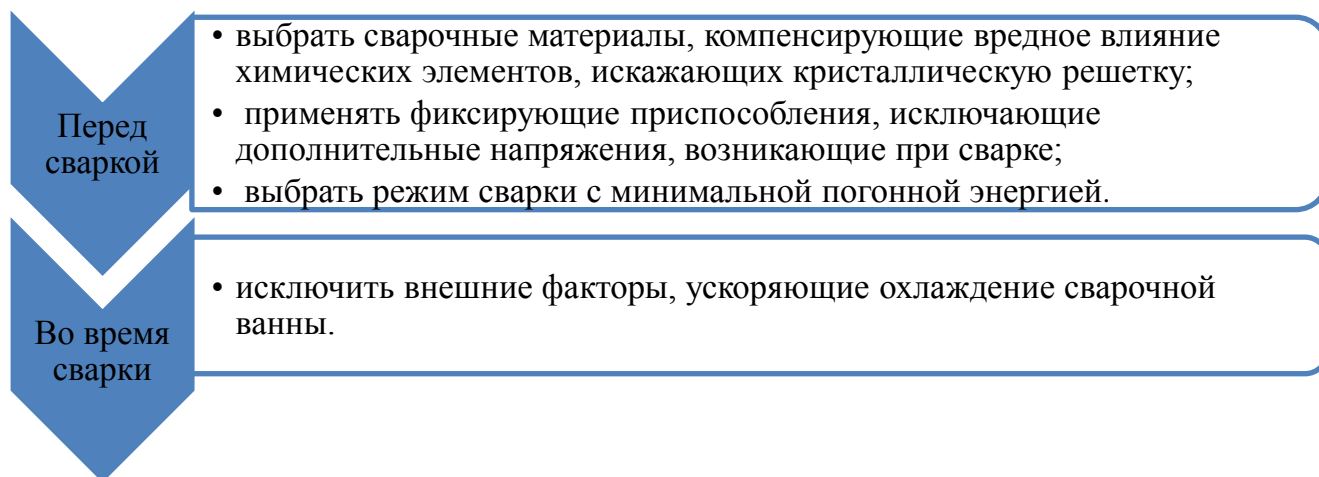 Перед
сваркой
• выбрать сварочные материалы, компенсирующие вредное влияние
химических элементов, искажающих кристаллическую решетку;
• применять фиксирующие приспособления, исключающие
дополнительные напряжения, возникающие при сварке;
• выбрать режим сварки с минимальной погонной энергией.
Во время
сварки
• исключить внешние факторы, ускоряющие охлаждение сварочной
ванны.